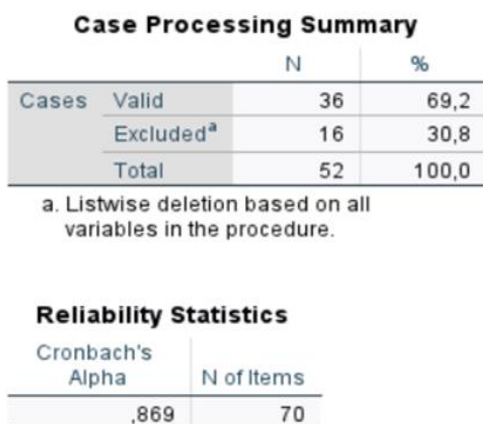 Case Processing Summary
N %
Cases Valid 36 69,2
Excludedᵃ 16 30,8
Total 52 100,0
a. Listwise deletion based on all
variables in the procedure.
Reliability Statistics
Cronbach's
Alpha N of Items
,869 70